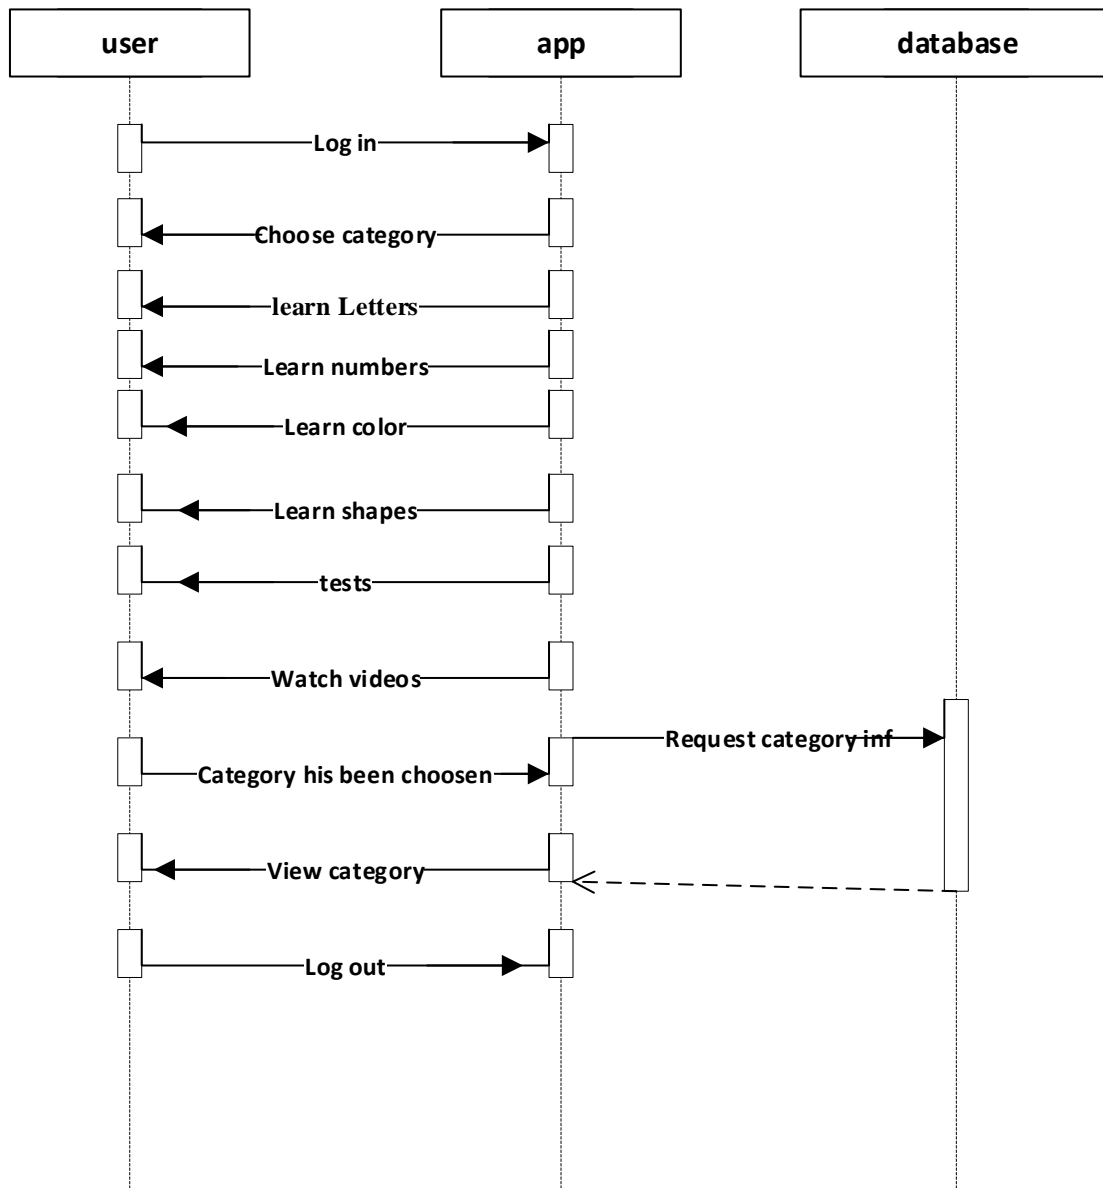 user
app
database
Log in
Choose category
learn Letters
Learn numbers
Learn color
Learn shapes
tests
Watch videos
Request category inf
Category his been choosen
View category
Log out